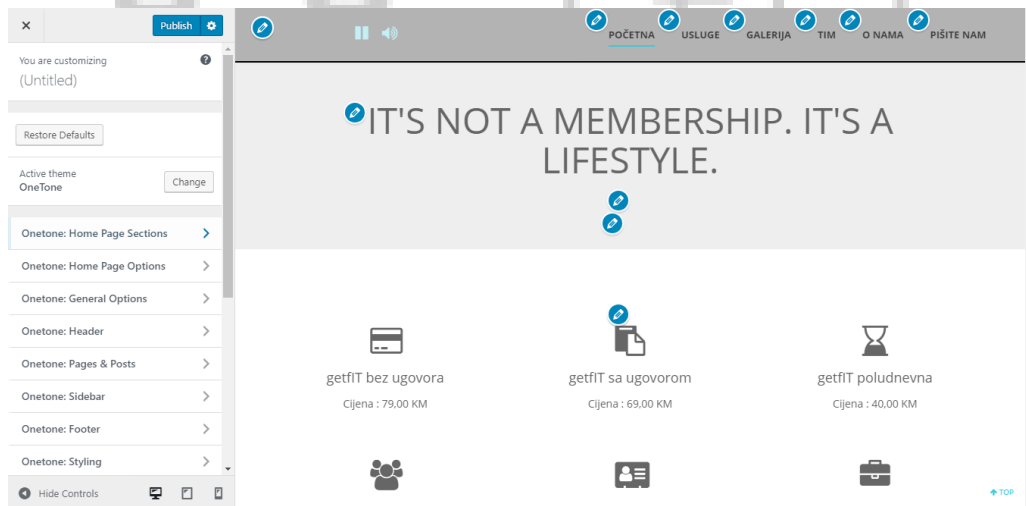 Publish
You are customizing
(Untitled)
Restore Defaults
Active theme
OneTone
Change
Onetone: Home Page Sections
Onetone: Home Page Options
Onetone: General Options
Onetone: Header
Onetone: Pages & Posts
Onetone: Sidebar
Onetone: Footer
Onetone: Styling
Hide Controls
POČETNA USLUGE GALERIJA TIM O NAMA PIŠITE NAM
IT'S NOT A MEMBERSHIP. IT'S A
LIFESTYLE.
getfIT bez ugovora
Cijena : 79,00 KM
getfIT sa ugovorom
Cijena : 69,00 KM
getfIT poludnevna
Cijena : 40,00 KM
TOP